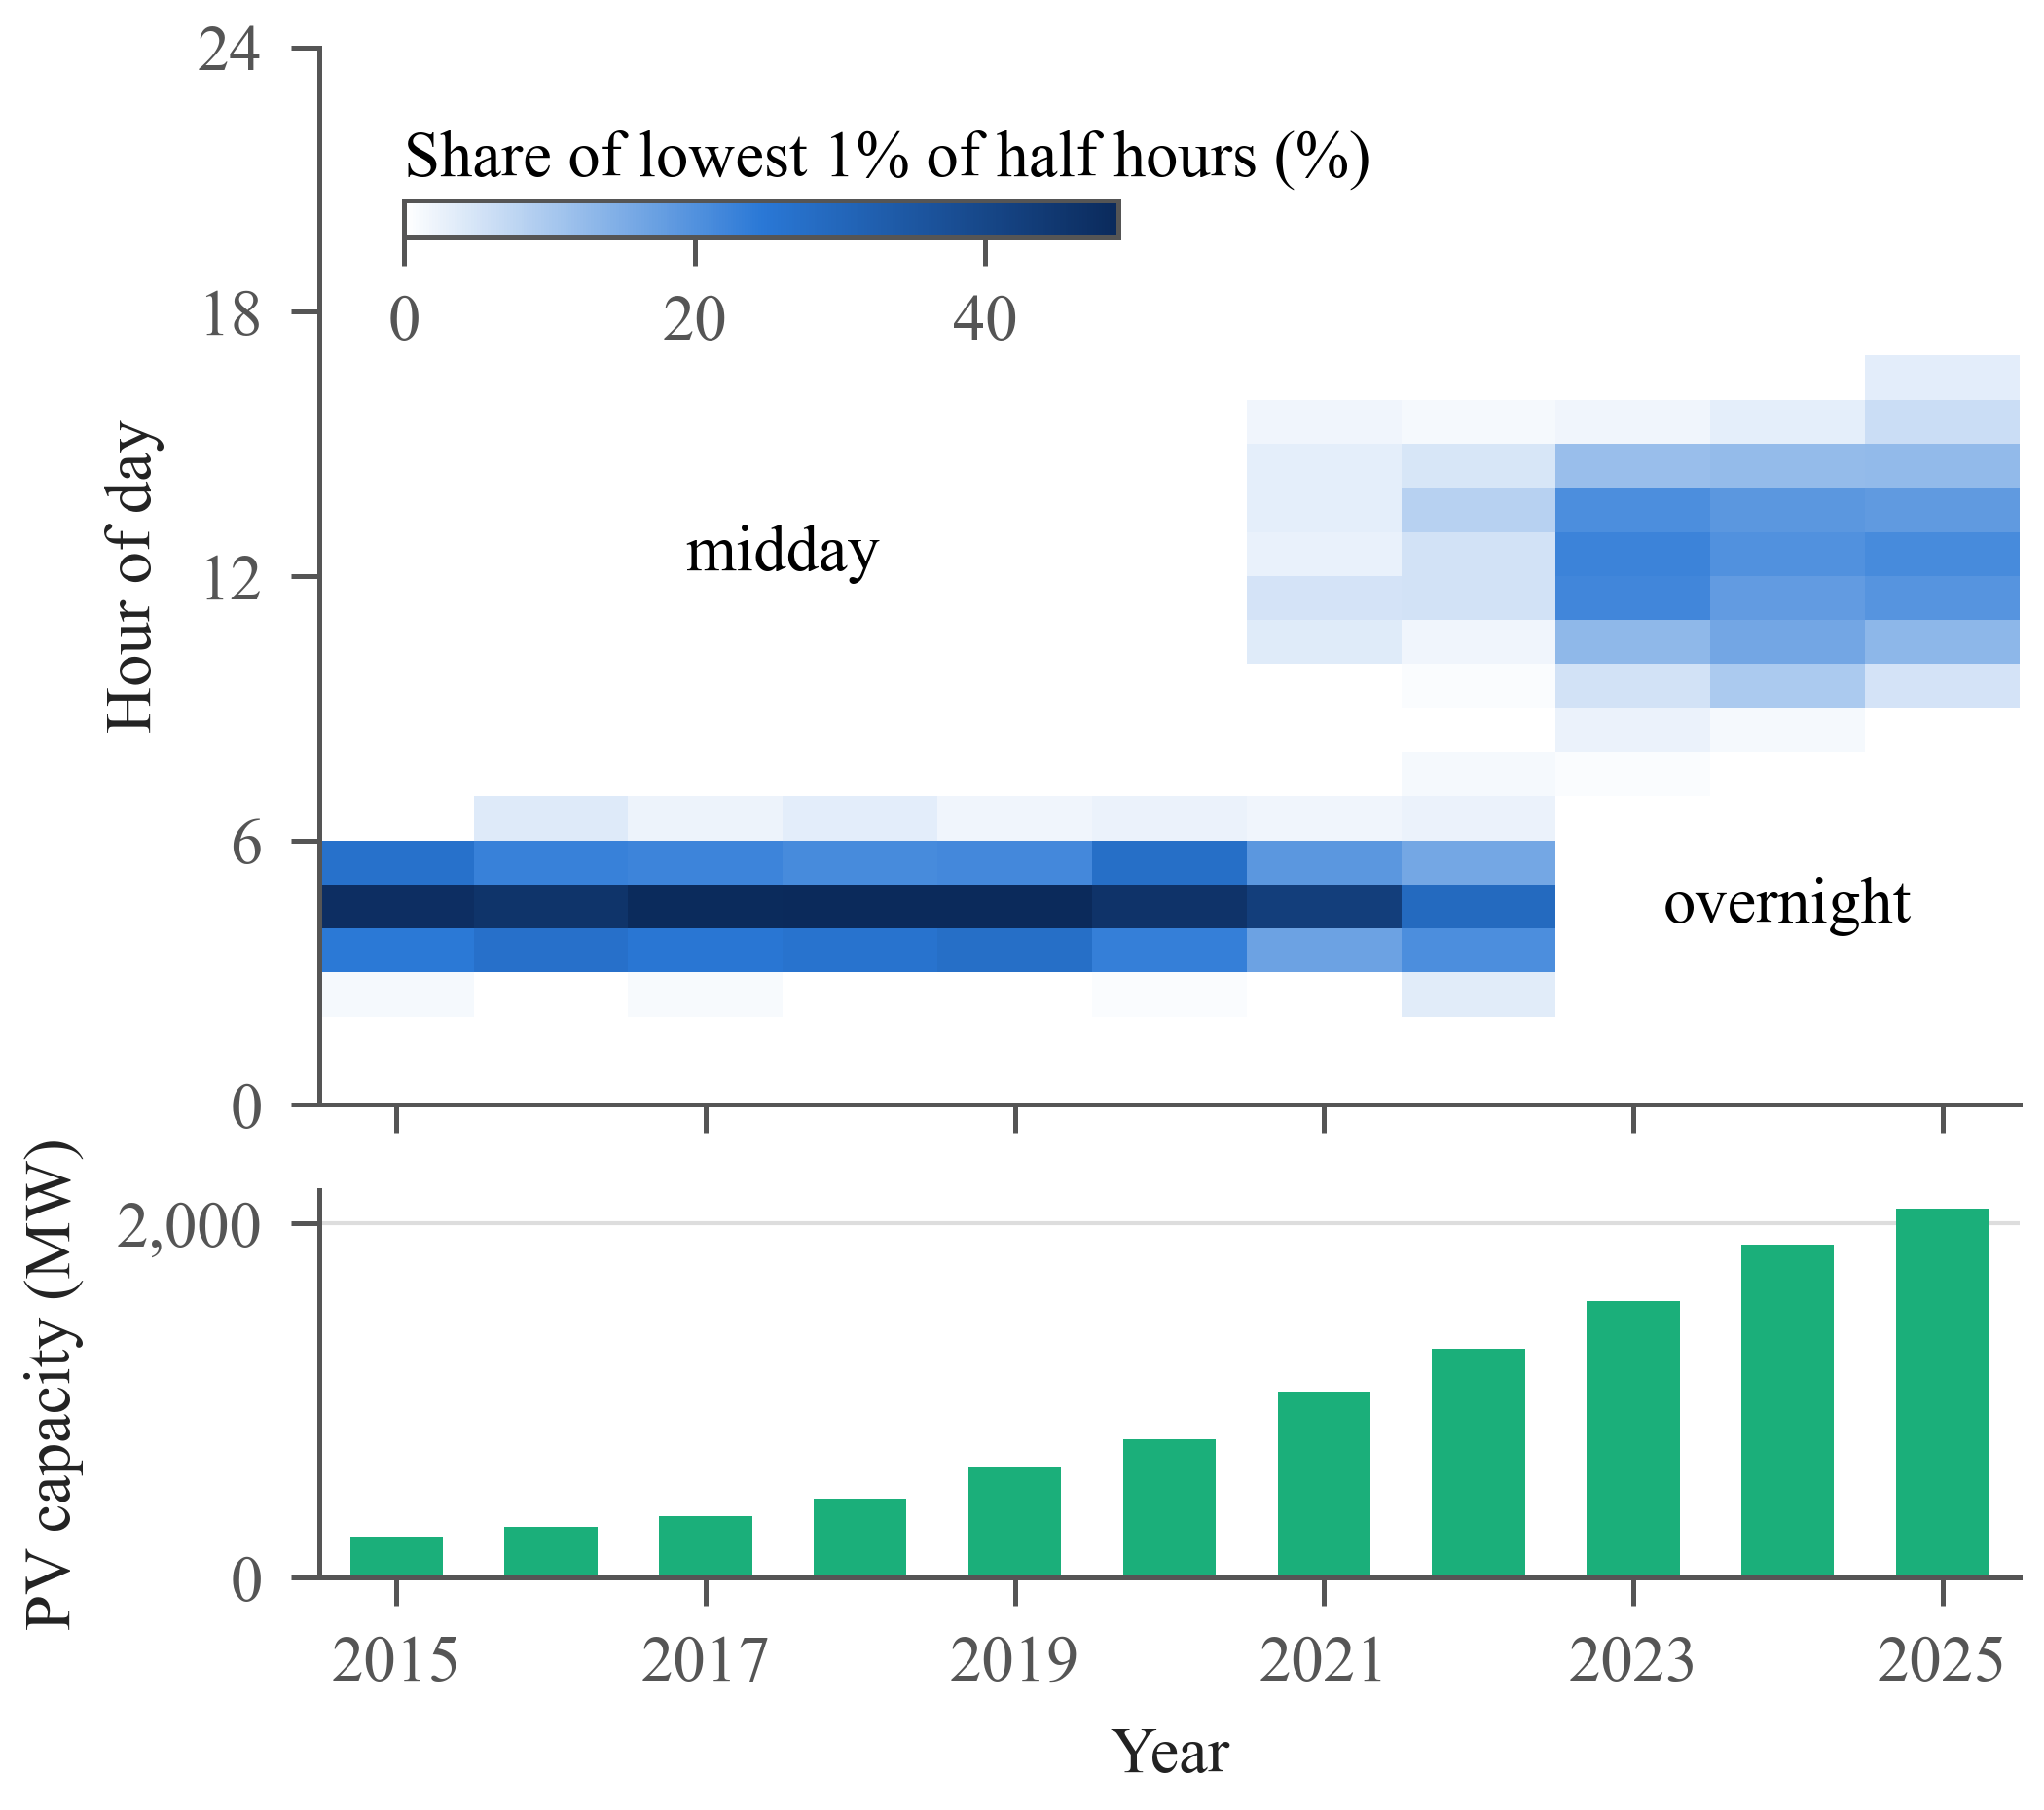 24
Share of lowest 1% of half hours (%)
0 20 40
18
midday
12
Hour of day
6
overnight
0
2,000
PV capacity (MW)
0
2015 2017 2019 2021 2023 2025
Year